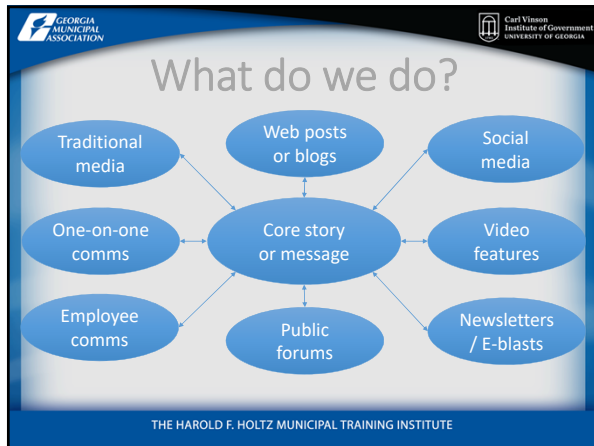 GEORGIA
MUNICIPAL
ASSOCIATION
Carl Vinson
Institute of Government
UNIVERSITY OF GEORGIA
What do we do?
Traditional
media
Web posts
or blogs
Social
media
One-on-one
comms
Core story
or message
Video
features
Employee
comms
Public
forums
Newsletters
/ E-blasts
THE HAROLD F. HOLTZ MUNICIPAL TRAINING INSTITUTE